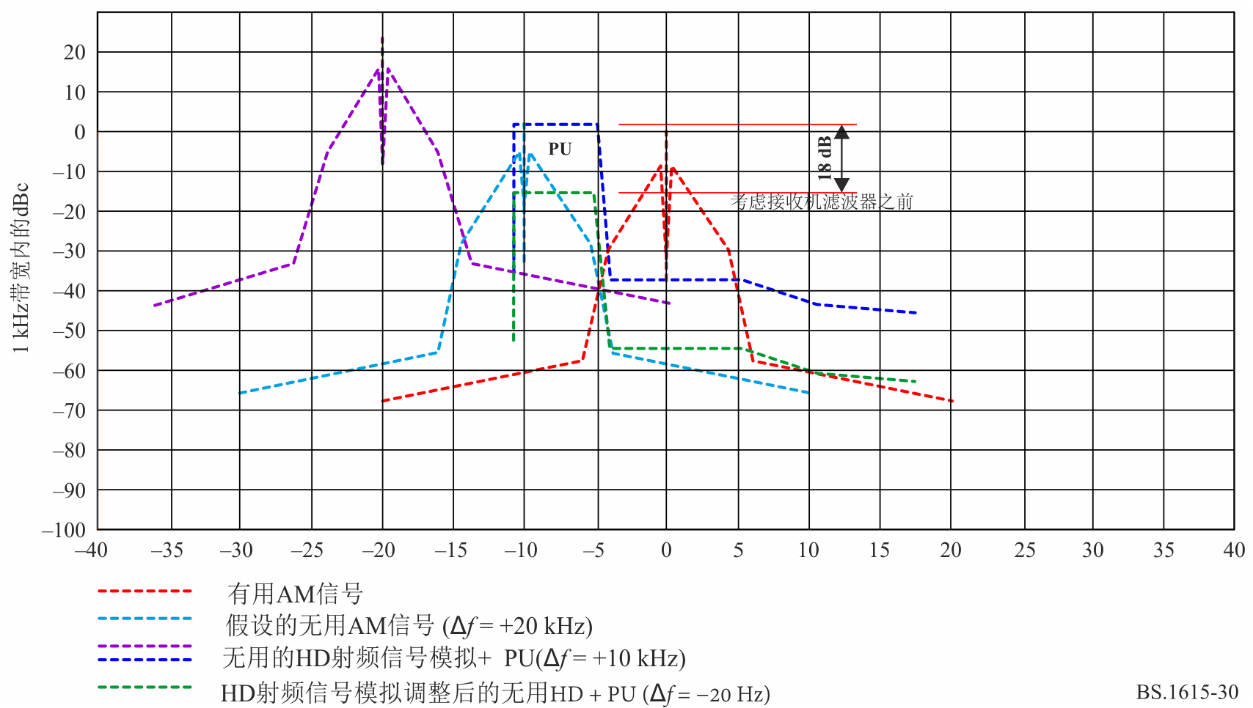 1 kHz带宽内的dBc
20
10
0
–10
–20
–30
–40
–50
–60
–70
–80
–90
–100
–40 –35 –30 –25 –20 –15 –10 –5 0 5 10 15 20 25 30 35 40
PU
18 dB
考虑接收机滤波器之前
有用AM信号
假设的无用AM信号 (Δf = +20 kHz)
无用的HD射频信号模拟+ PU(Δf = +10 kHz)
HD射频信号模拟调整后的无用HD + PU (Δf = –20 Hz)
BS.1615-30